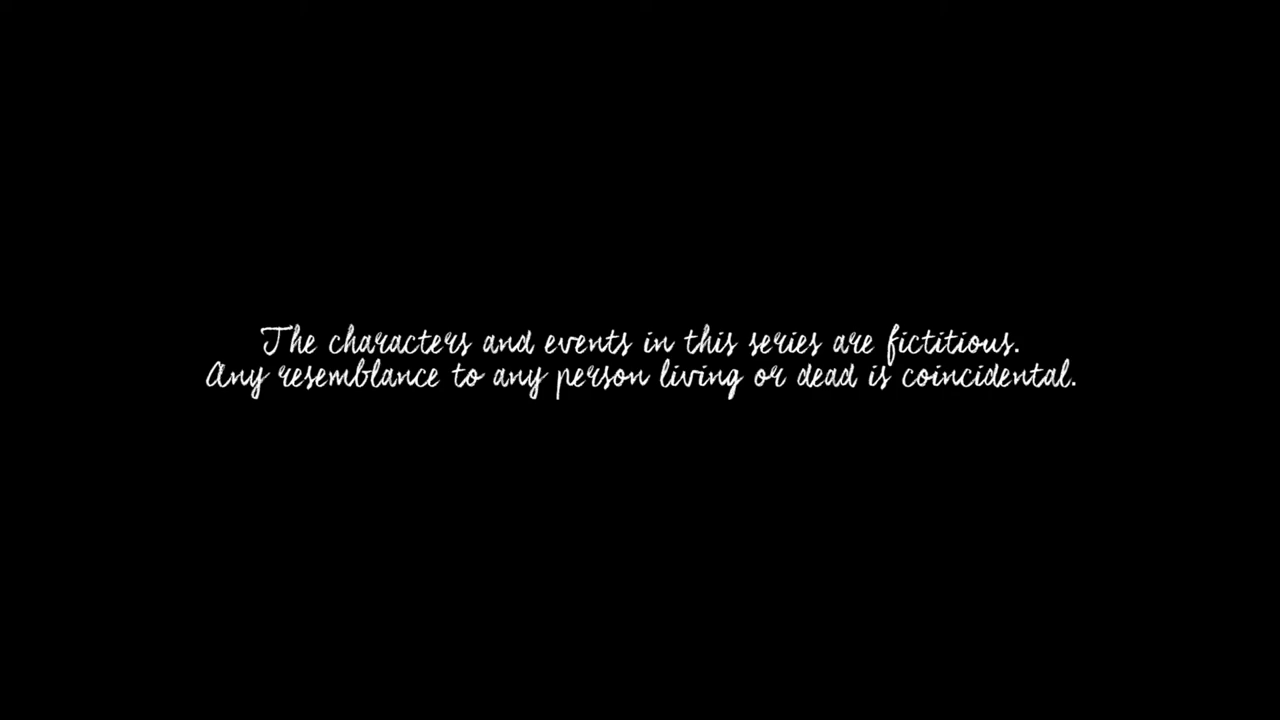 The characters and events in this series are fictitious.
Any resemblance to any person living or dead is coincidental.